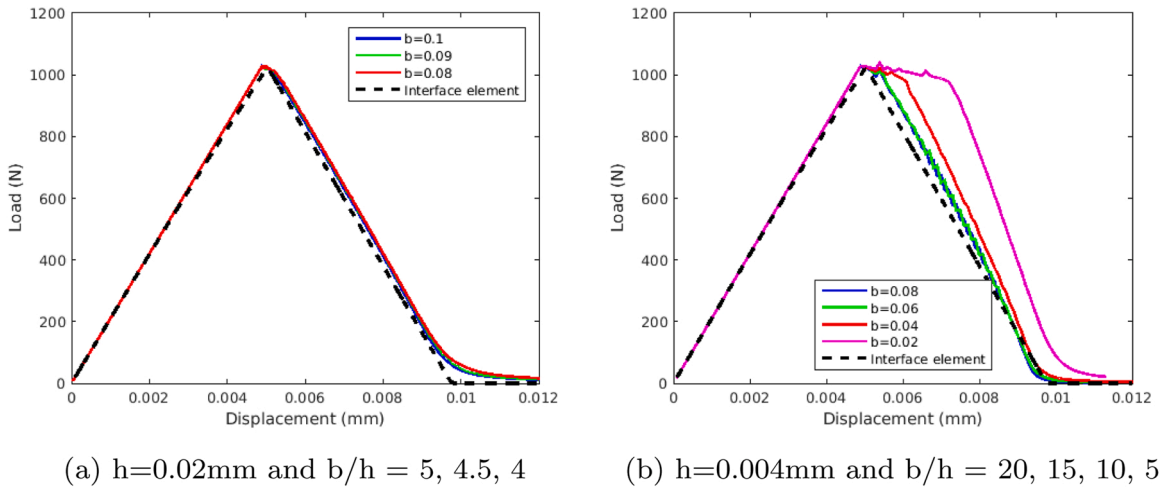 1200
1000
800
600
400
200
0
Load (N)
0
0.002
0.004
0.006
0.008
0.01
0.012
Displacement (mm)
b=0.1
b=0.09
b=0.08
Interface element
(a) h=0.02mm and b/h = 5, 4.5, 4
1200
1000
800
600
400
200
0
Load (N)
0
0.002
0.004
0.006
0.008
0.01
0.012
Displacement (mm)
b=0.08
b=0.06
b=0.04
b=0.02
Interface element
(b) h=0.004mm and b/h = 20, 15, 10, 5